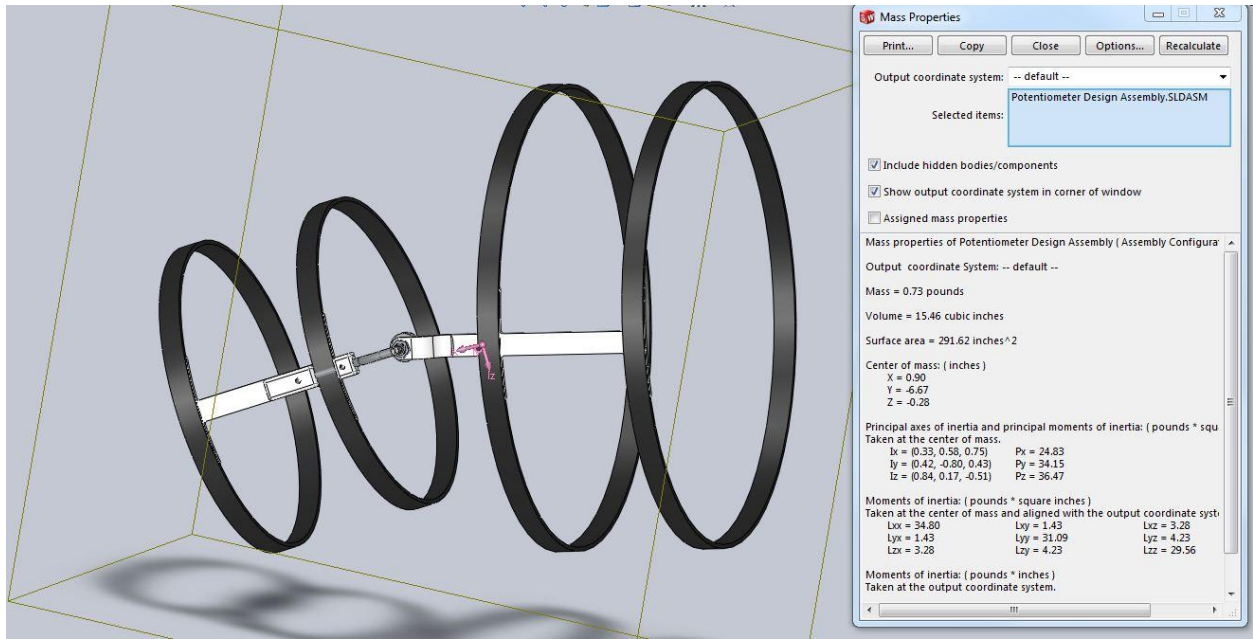 Mass Properties
Print... Copy Close Options... Recalculate
Output coordinate system: -- default --
Potentiometer Design Assembly.SLDASM
Selected items:
Include hidden bodies/components
Show output coordinate system in corner of window
Assigned mass properties
Mass properties of Potentiometer Design Assembly ( Assembly Configura
Output coordinate System: -- default --
Mass = 0.73 pounds
Volume = 15.46 cubic inches
Surface area = 291.62 inches^2
Center of mass: ( inches )
X = 0.90
Y = -6.67
Z = -0.28
Principal axes of inertia and principal moments of inertia: ( pounds * squ
Taken at the center of mass.
Ix = (0.33, 0.58, 0.75) Px = 24.83
Iy = (0.42, -0.80, 0.43) Py = 34.15
Iz = (0.84, 0.17, -0.51) Pz = 36.47
Moments of inertia: ( pounds * square inches )
Taken at the center of mass and aligned with the output coordinate syst
Lxx = 34.80 Lxy = 1.43 Lxz = 3.28
Lyx = 1.43 Lyy = 31.09 Lyz = 4.23
Lzx = 3.28 Lzy = 4.23 Lzz = 29.56
Moments of inertia: ( pounds * inches )
Taken at the output coordinate system.
z